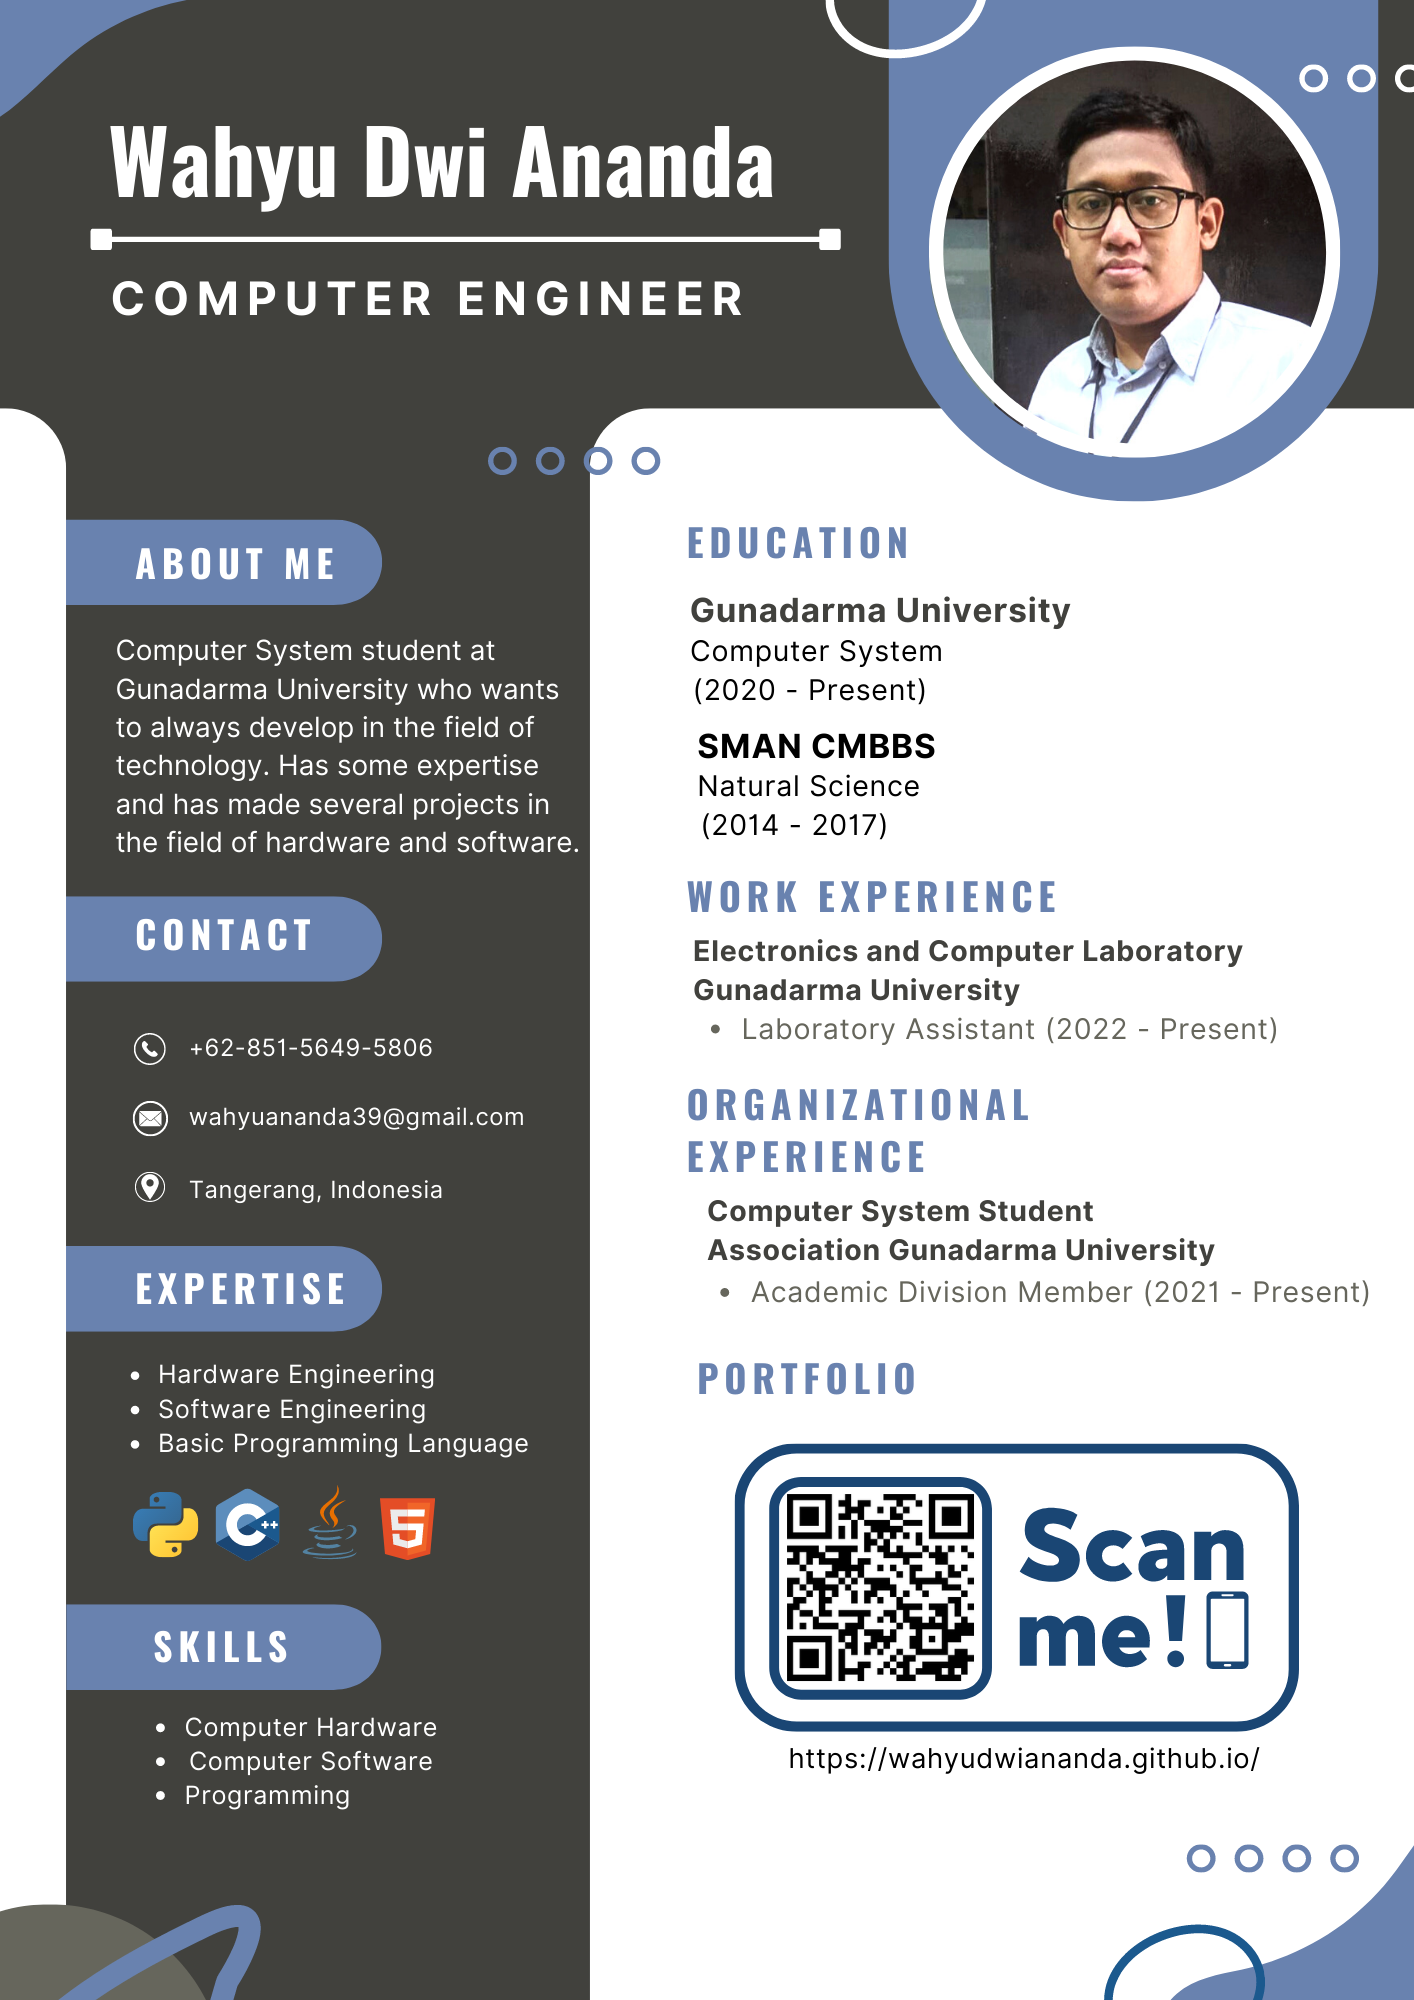 Wahyu Dwi Ananda
COMPUTER ENGINEER
ABOUT ME
Computer System student at
Gunadarma University who wants
to always develop in the field of
technology. Has some expertise
and has made several projects in
the field of hardware and software.
CONTACT
+62-851-5649-5806
wahyuananda39@gmail.com
Tangerang, Indonesia
EXPERTISE
• Hardware Engineering
• Software Engineering
• Basic Programming Language
C++
5
SKILLS
• Computer Hardware
• Computer Software
• Programming
EDUCATION
Gunadarma University
Computer System
(2020 - Present)
SMAN CMBBS
Natural Science
(2014 - 2017)
WORK EXPERIENCE
Electronics and Computer Laboratory
Gunadarma University
• Laboratory Assistant (2022 - Present)
ORGANIZATIONAL
EXPERIENCE
Computer System Student
Association Gunadarma University
• Academic Division Member (2021 - Present)
PORTFOLIO
Scan
me!
https://wahyudwiananda.github.io/